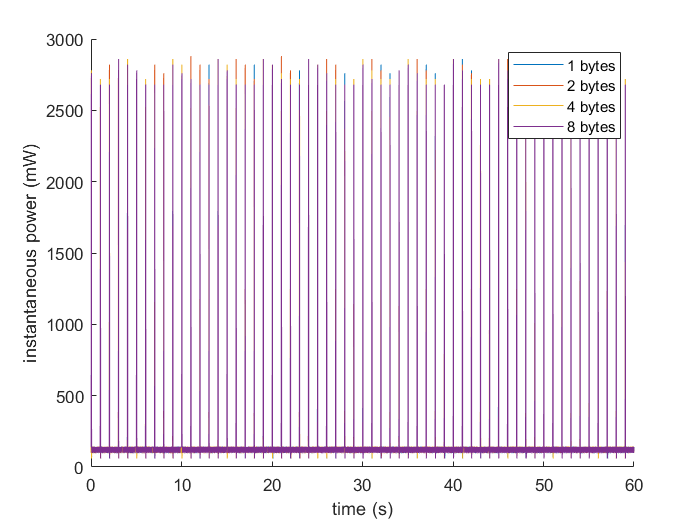 3000
2500
2000
1500
1000
500
0
instantaneous power (mW)
1 bytes
2 bytes
4 bytes
8 bytes
0 10 20 30 40 50 60
time (s)